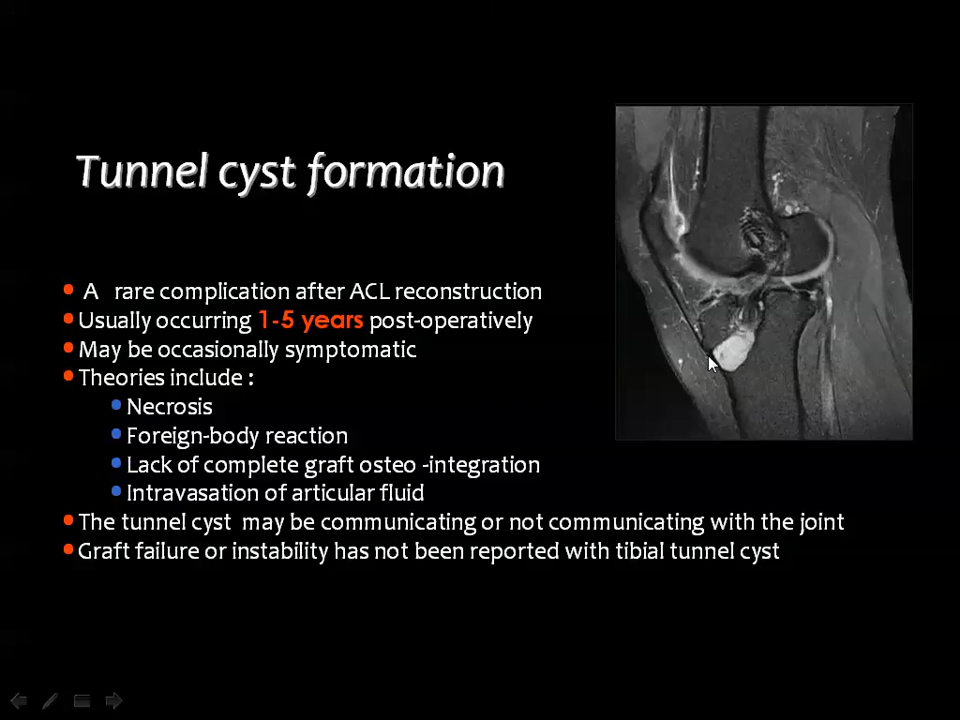 Tunnel cyst formation
A rare complication after ACL reconstruction
Usually occurring 1-5 years post-operatively
May be occasionally symptomatic
Theories include :
Necrosis
Foreign-body reaction
Lack of complete graft osteo -integration
Intravasation of articular fluid
The tunnel cyst may be communicating or not communicating with the joint
Graft failure or instability has not been reported with tibial tunnel cyst